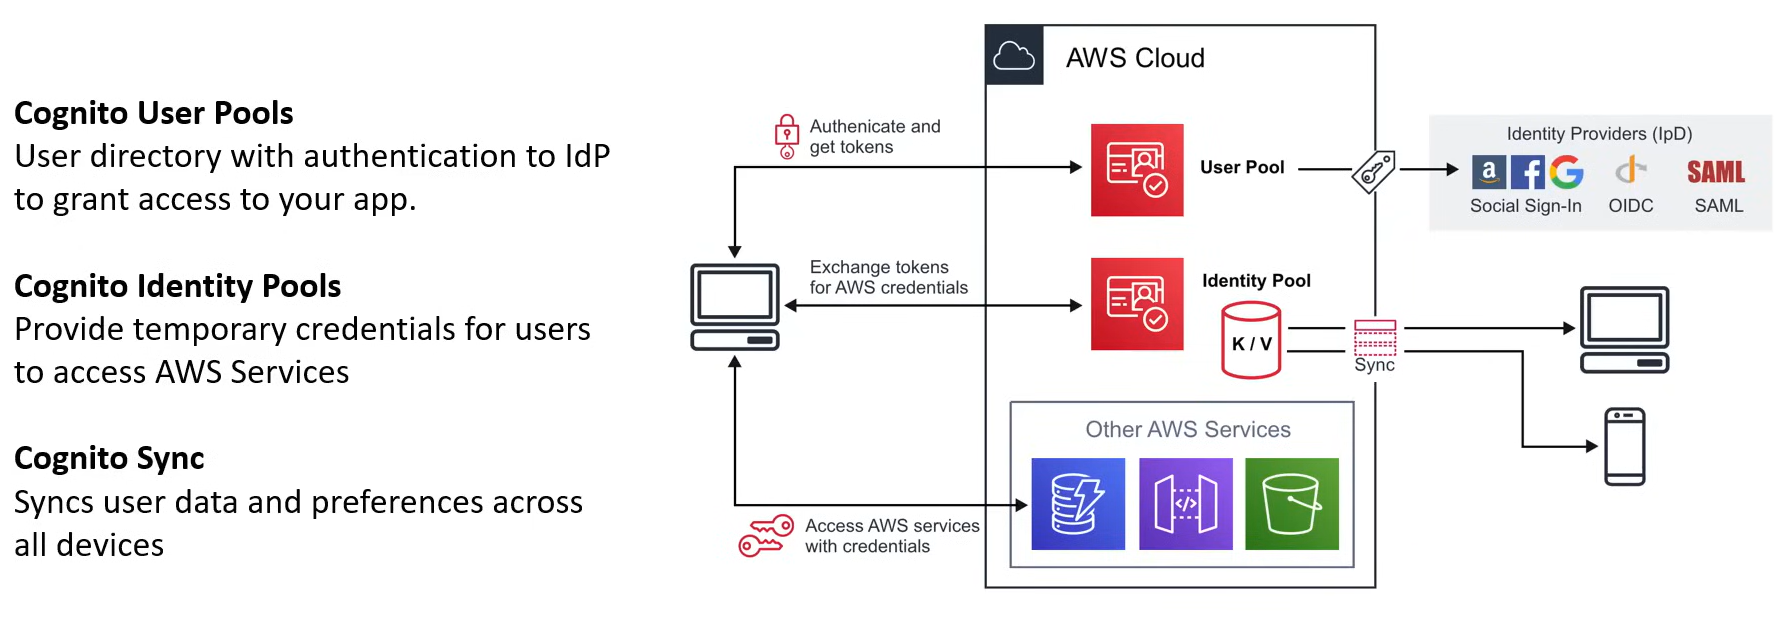 Cognito User Pools
User directory with authentication to IdP
to grant access to your app.
Cognito Identity Pools
Provide temporary credentials for users
to access AWS Services
Cognito Sync
Syncs user data and preferences across
all devices
AWS Cloud
Authenicate and
get tokens
User Pool
Identity Providers (IpD)
a
f
G
SAML
Social Sign-In
OIDC
SAML
Exchange tokens
for AWS credentials
Identity Pool
K / V
Sync
Other AWS Services
</>
Access AWS services
with credentials